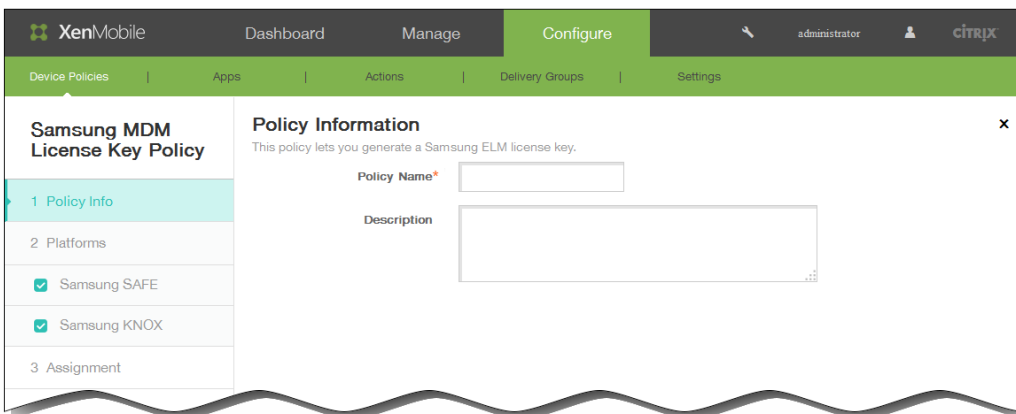 XenMobile Dashboard Manage Configure administrator CITRIX
Device Policies | Apps | Actions | Delivery Groups | Settings
Samsung MDM
License Key Policy
1 Policy Info
2 Platforms
Samsung SAFE
Samsung KNOX
3 Assignment
Policy Information
This policy lets you generate a Samsung ELM license key.
Policy Name*
Description